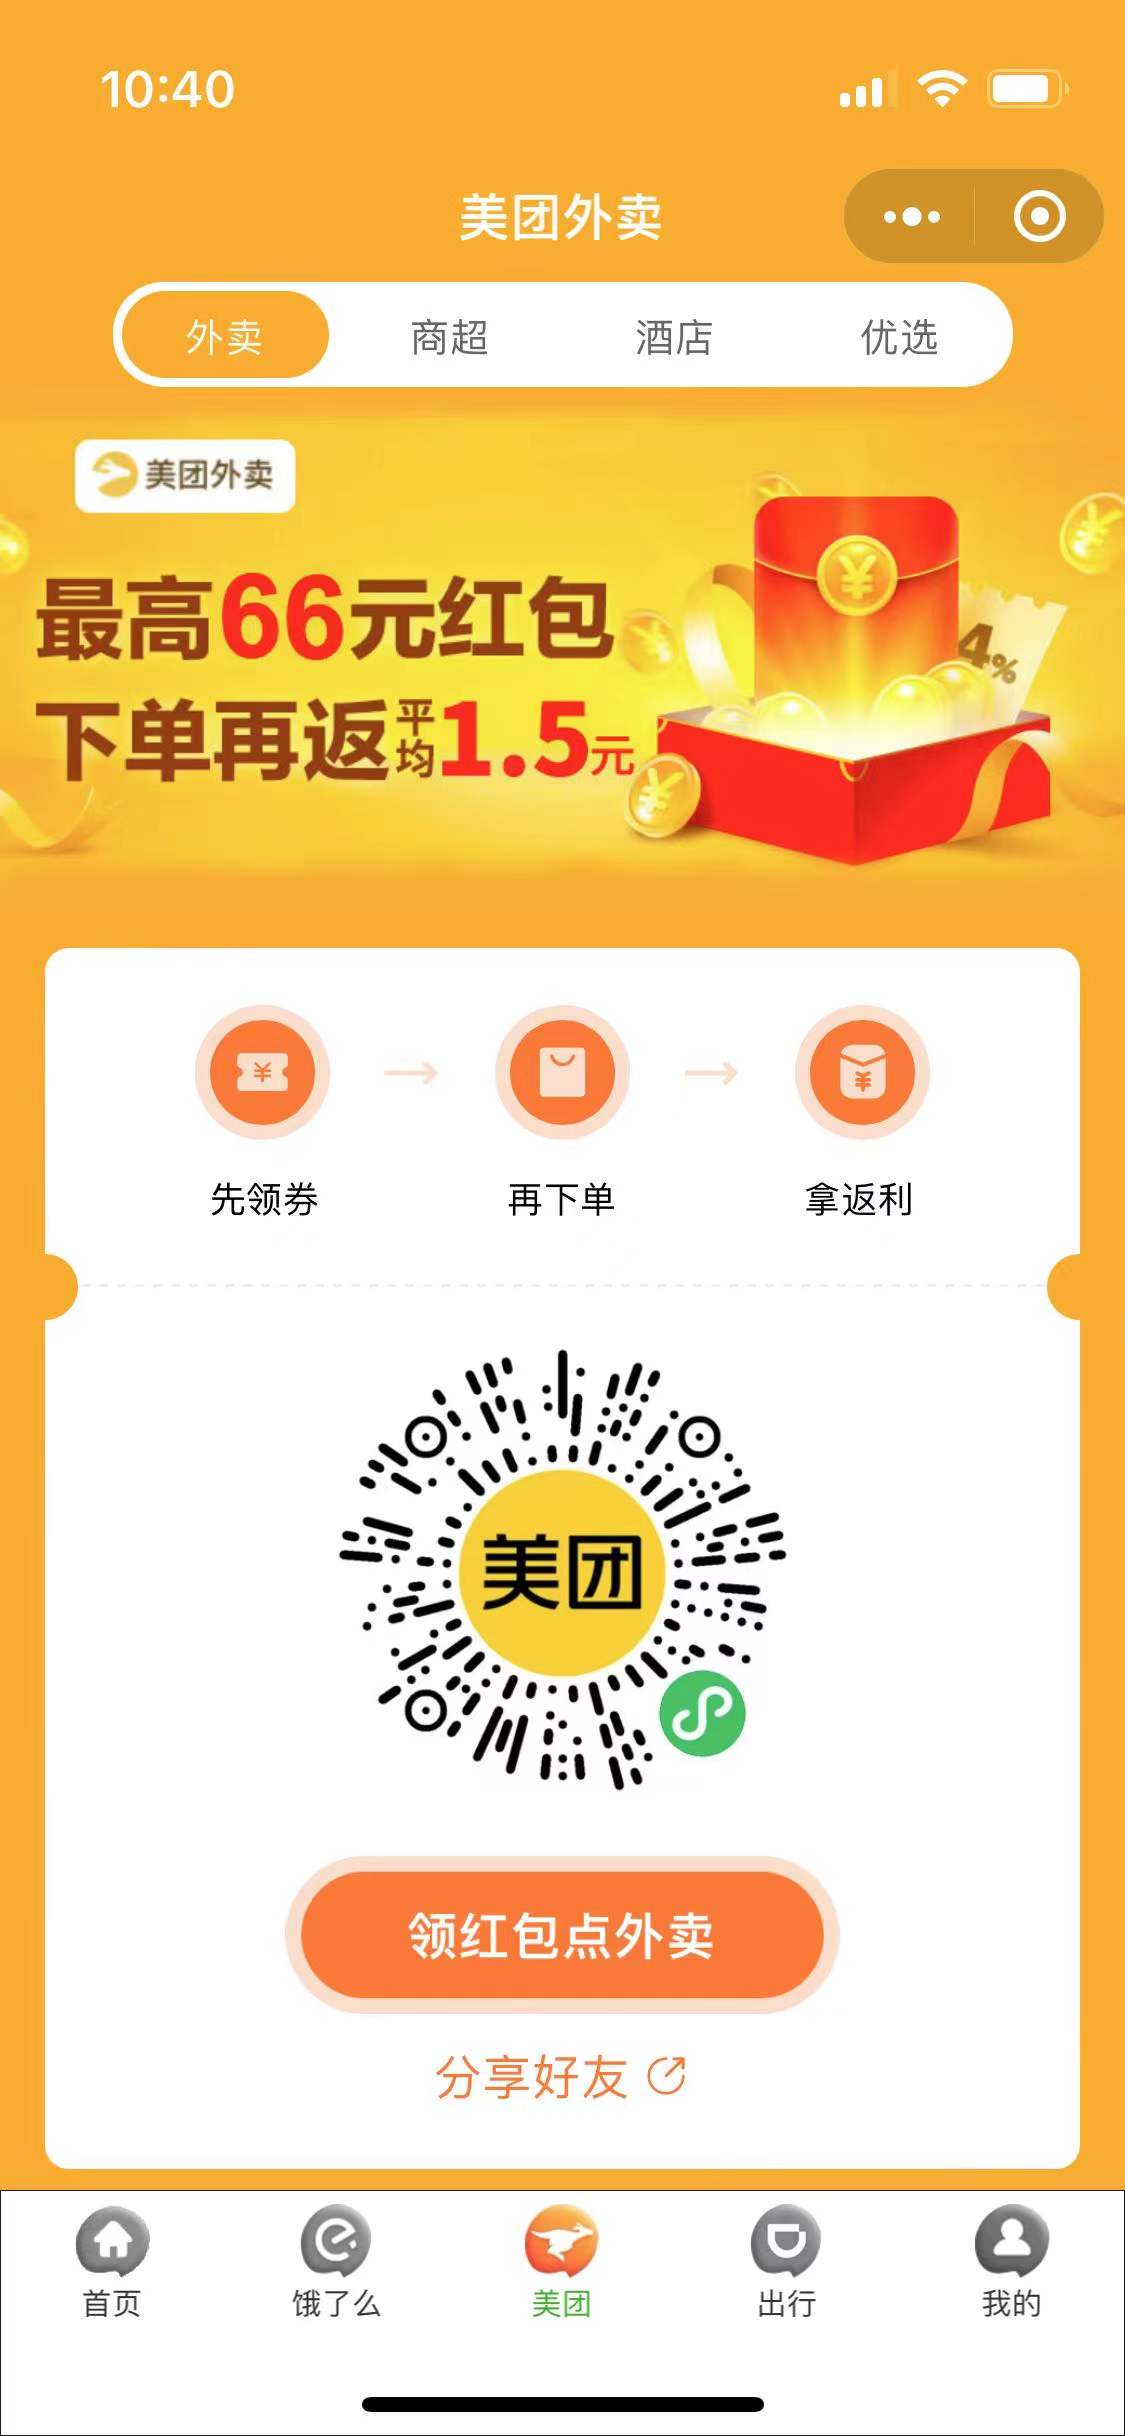 10:40
美团外卖
外卖 商超 酒店 优选
美团外卖
最高66元红包
4%
下单再返平均1.5元
先领券 再下单 拿返利
美团
领红包点外卖
分享好友
首页 饿了么 美团 出行 我的